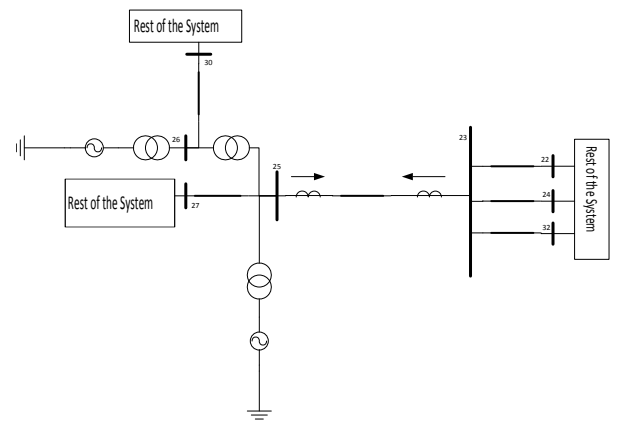 Rest of the System
30
26
25
23
22
Rest of the System
24
Rest of the System
27
32